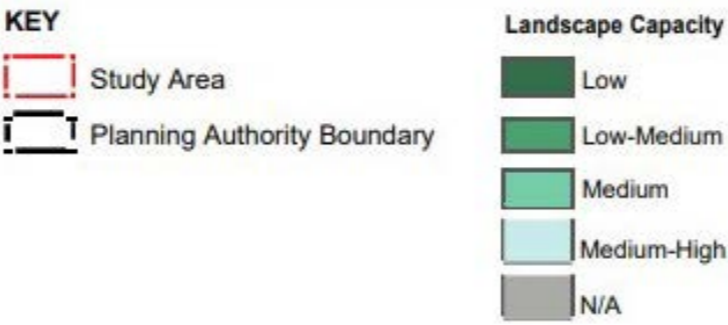 KEY
Study Area
Planning Authority Boundary
Landscape Capacity
Low
Low-Medium
Medium
Medium-High
N/A